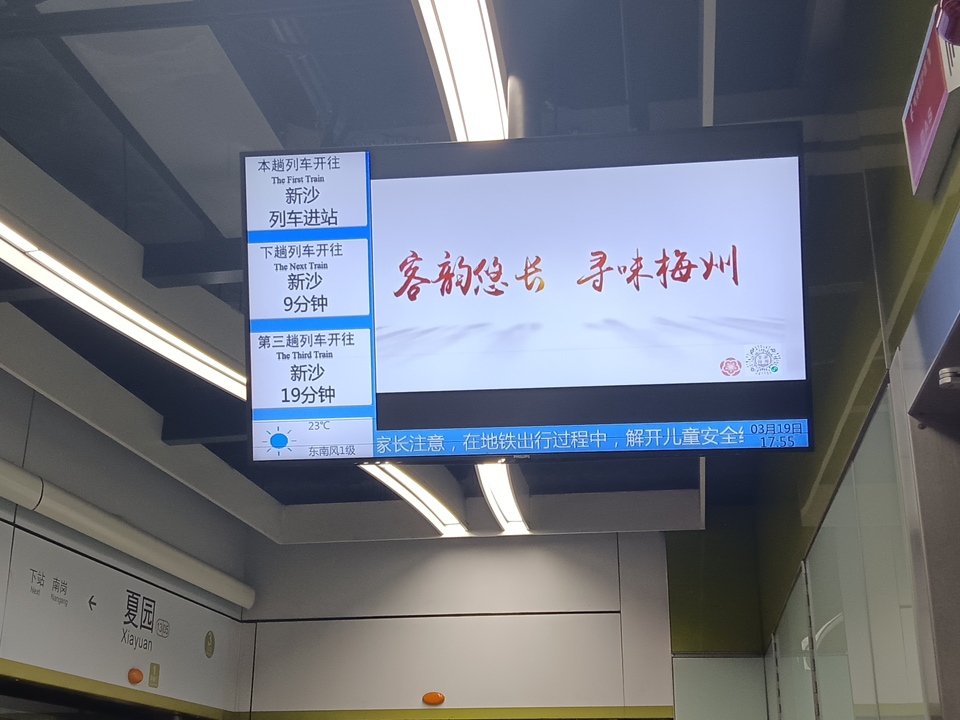 本趟列车开往
The First Train
新沙
列车进站
下趟列车开往
The Next Train
新沙
9分钟
第三趟列车开往
The Third Train
新沙
19分钟
23℃
东南风1级
客韵悠长 寻味梅州
家长注意，在地铁出行过程中，解开儿童安全
03月19日
17:55
PHILIPS
下站 南岗
Next Nangang
夏园
Xiayuan